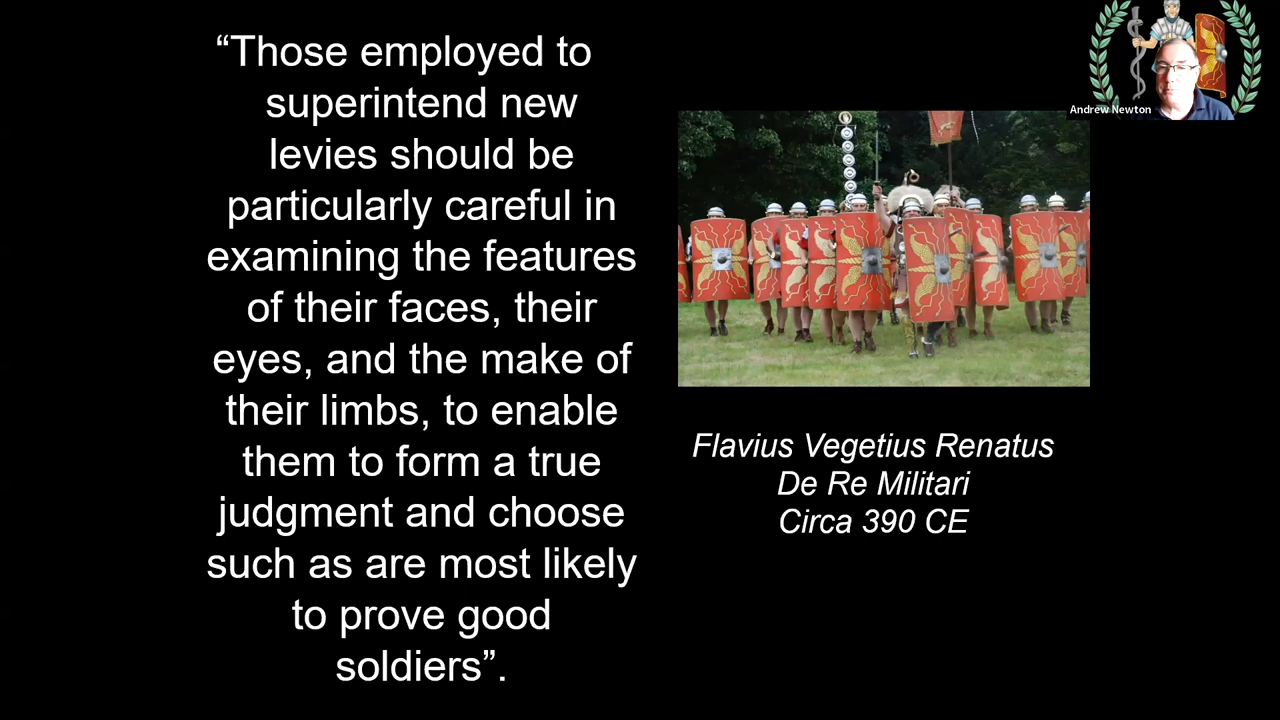 “Those employed to
superintend new
levies should be
particularly careful in
examining the features
of their faces, their
eyes, and the make of
their limbs, to enable
them to form a true
judgment and choose
such as are most likely
to prove good
soldiers”.
Andrew Newton
Flavius Vegetius Renatus
De Re Militari
Circa 390 CE